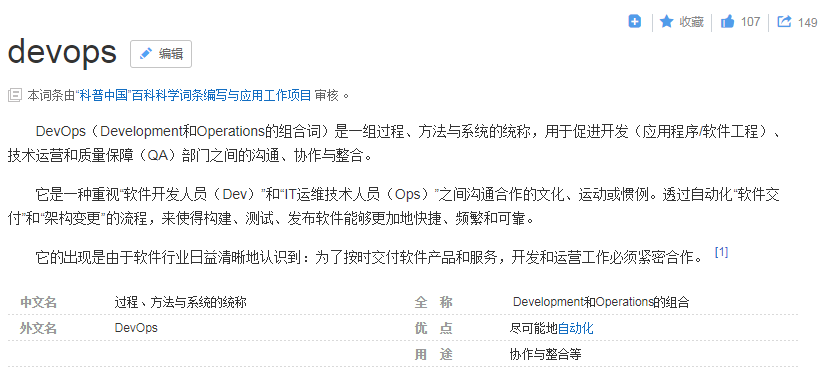 收藏 107 149
devops 编辑
本词条由“科普中国”百科科学词条编写与应用工作项目 审核 。
DevOps（Development和Operations的组合词）是一组过程、方法与系统的统称，用于促进开发（应用程序/软件工程）、
技术运营和质量保障（QA）部门之间的沟通、协作与整合。
它是一种重视“软件开发人员（Dev）”和“IT运维技术人员（Ops）”之间沟通合作的文化、运动或惯例。透过自动化“软件交
付”和“架构变更”的流程，来使得构建、测试、发布软件能够更加地快捷、频繁和可靠。
它的出现是由于软件行业日益清晰地认识到：为了按时交付软件产品和服务，开发和运营工作必须紧密合作。 [1]
中文名 过程、方法与系统的统称 全 称 Development和Operations的组合
外文名 DevOps 优 点 尽可能地自动化
用 途 协作与整合等